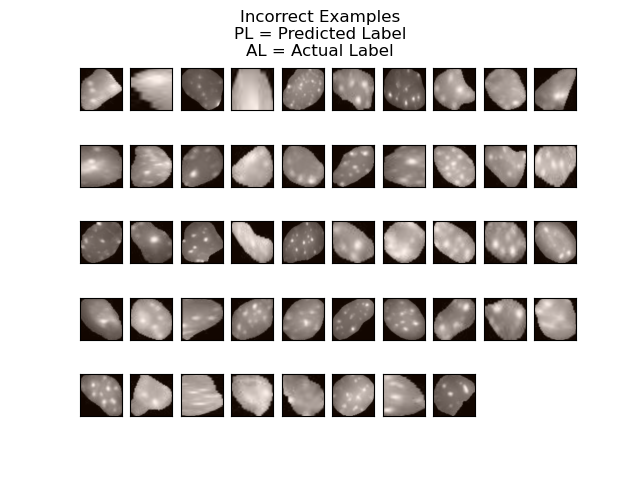 Incorrect Examples
PL = Predicted Label
AL = Actual Label